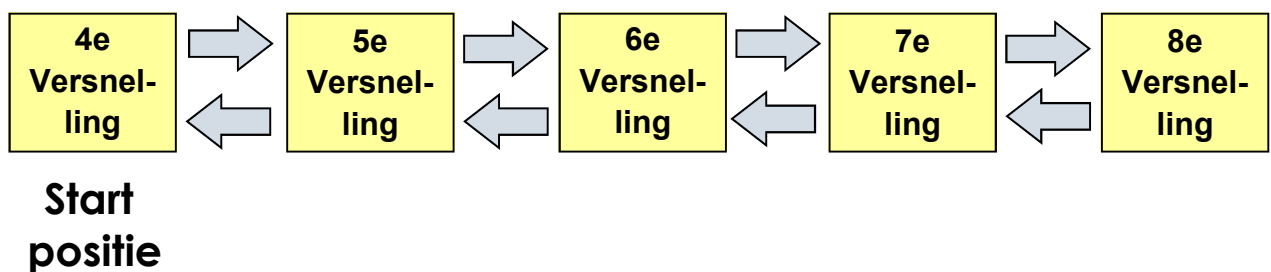 4e
Versnel-
ling
5e
Versnel-
ling
6e
Versnel-
ling
7e
Versnel-
ling
8e
Versnel-
ling
Start
positie